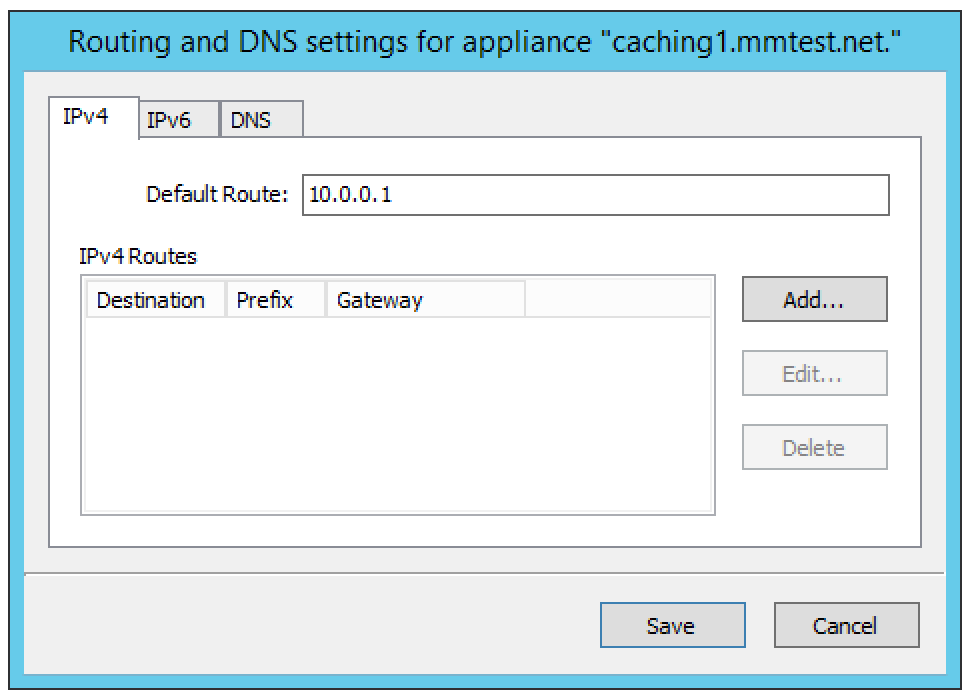 Routing and DNS settings for appliance "caching1.mmtest.net."
IPv4 IPv6 DNS
Default Route: 10.0.0.1
IPv4 Routes
Destination Prefix Gateway
Add...
Edit...
Delete
Save Cancel